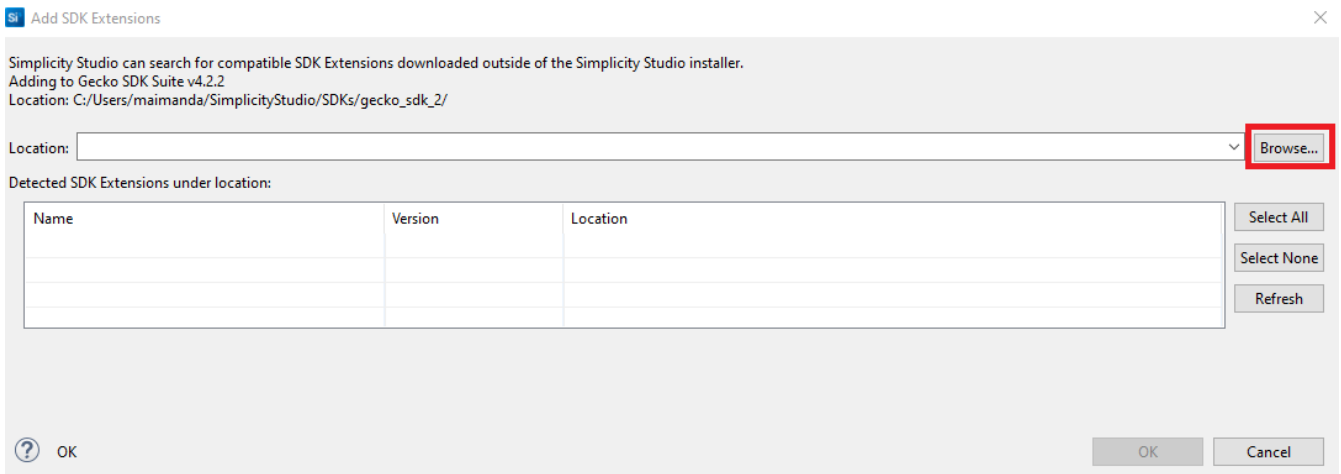 Si
Add SDK Extensions
Simplicity Studio can search for compatible SDK Extensions downloaded outside of the Simplicity Studio installer.
Adding to Gecko SDK Suite v4.2.2
Location: C:/Users/maimanda/SimplicityStudio/SDKs/gecko_sdk_2/
Location:
Browse...
Detected SDK Extensions under location:
Name Version Location
Select All
Select None
Refresh
? OK
OK Cancel